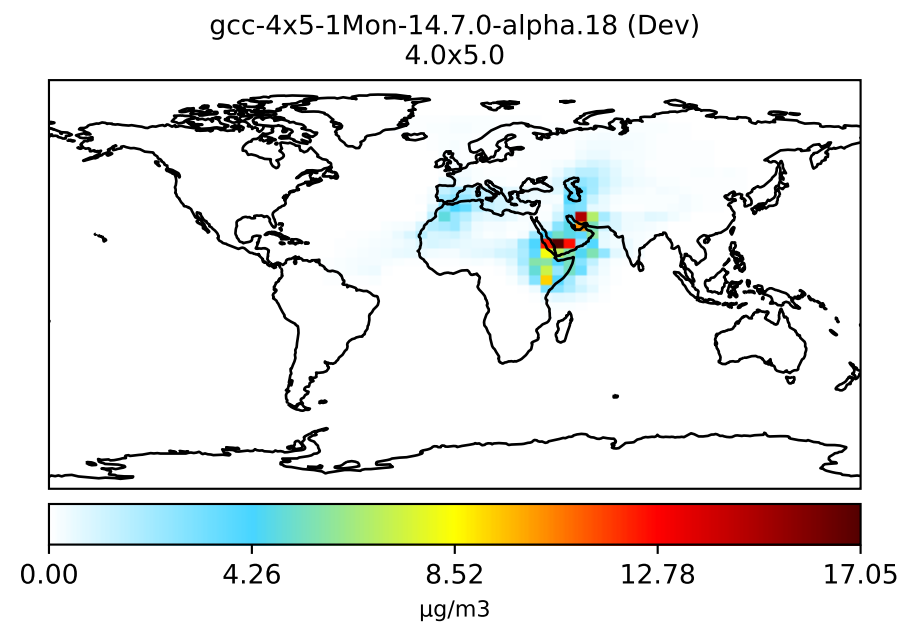 gcc-4x5-1Mon-14.7.0-alpha.18 (Dev)
4.0x5.0
0.00 4.26 8.52 12.78 17.05
μg/m3